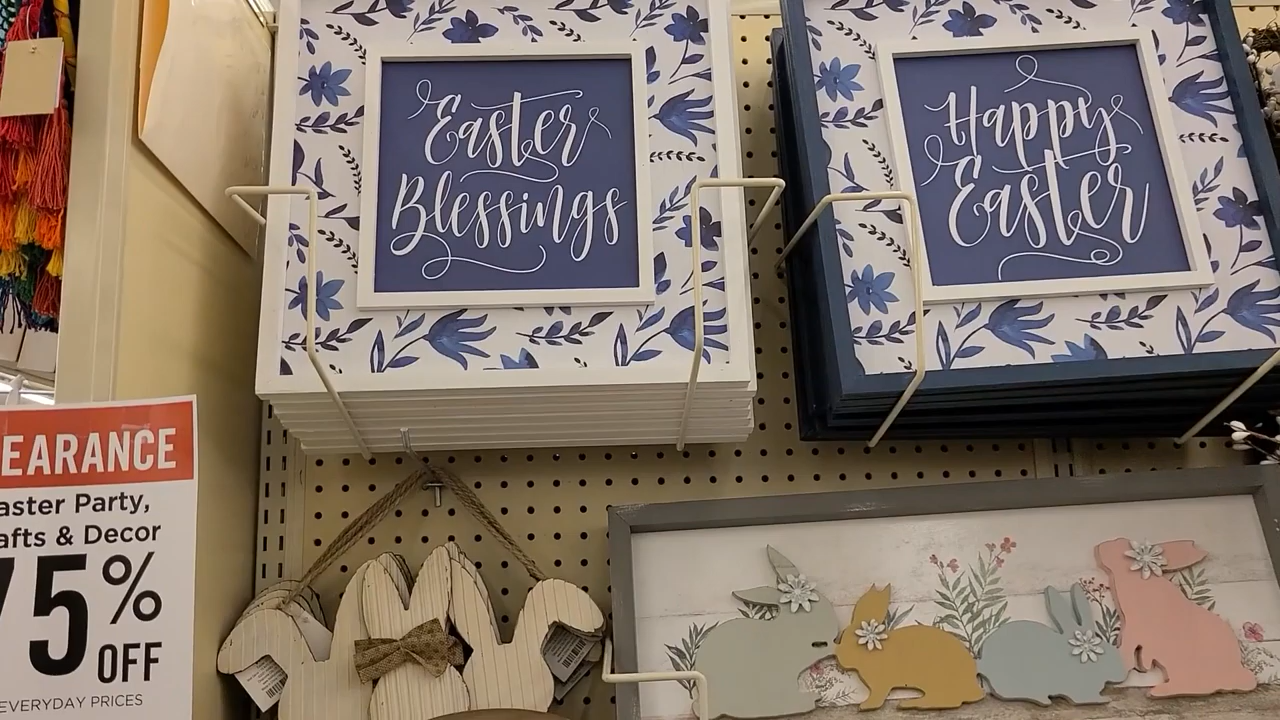 Easter
Blessings
Happy
Easter
EARANCE
aster Party,
afts & Decor
75%
OFF
EVERYDAY PRICES